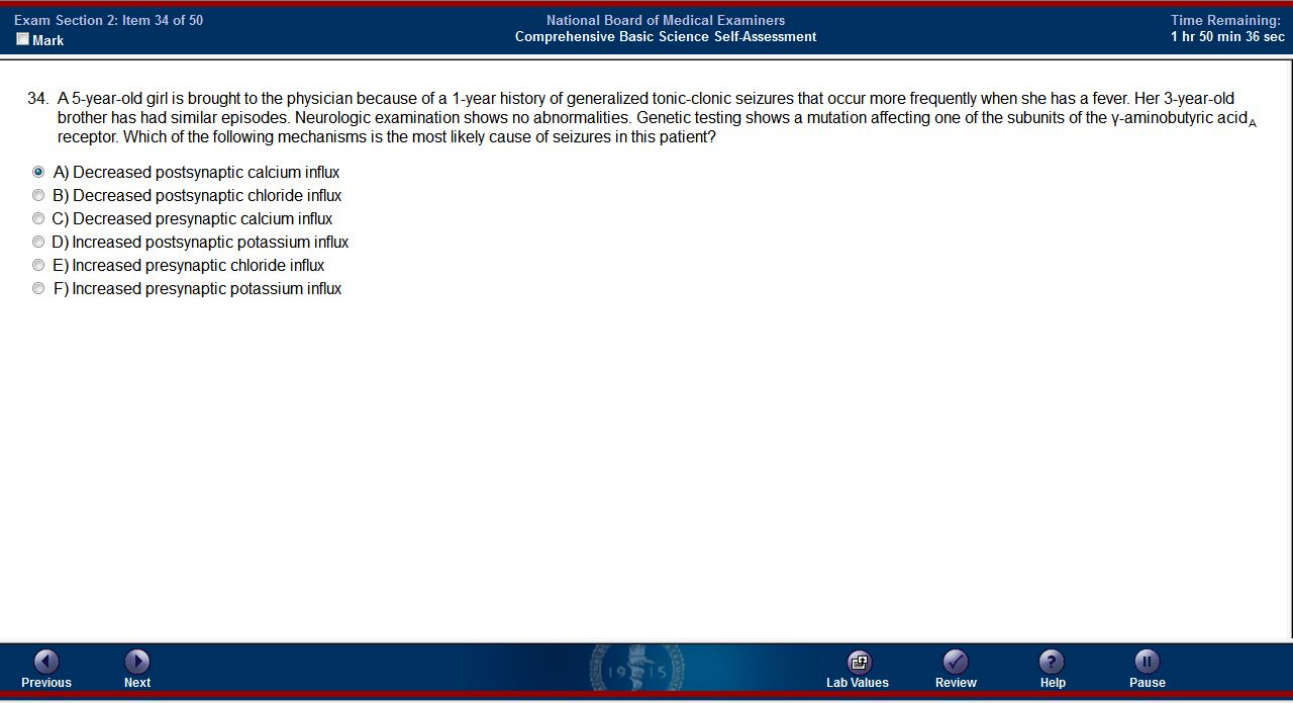 Exam Section 2: Item 34 of 50
National Board of Medical Examiners
Time Remaining:
Mark
Comprehensive Basic Science Self-Assessment
1 hr 50 min 36 sec
34. A 5-year-old girl is brought to the physician because of a 1-year history of generalized tonic-clonic seizures that occur more frequently when she has a fever. Her 3-year-old
brother has had similar episodes. Neurologic examination shows no abnormalities. Genetic testing shows a mutation affecting one of the subunits of the γ-aminobutyric acidA
receptor. Which of the following mechanisms is the most likely cause of seizures in this patient?
A) Decreased postsynaptic calcium influx
B) Decreased postsynaptic chloride influx
C) Decreased presynaptic calcium influx
D) Increased postsynaptic potassium influx
E) Increased presynaptic chloride influx
F) Increased presynaptic potassium influx
1915
Previous
Next
Lab Values
Review
Help
Pause